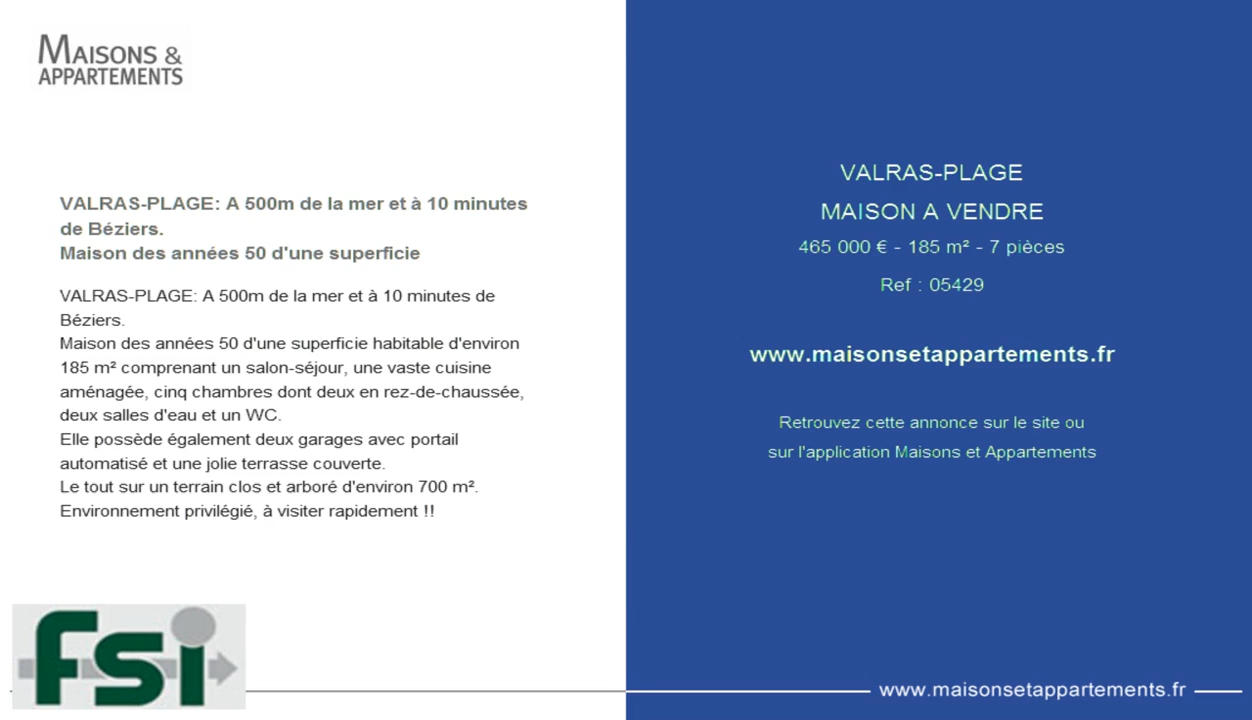 MAISONS &
APPARTEMENTS
VALRAS-PLAGE: A 500m de la mer et à 10 minutes
de Béziers.
Maison des années 50 d'une superficie
VALRAS-PLAGE: A 500m de la mer et à 10 minutes de
Béziers.
Maison des années 50 d'une superficie habitable d'environ
185 m² comprenant un salon-séjour, une vaste cuisine
aménagée, cinq chambres dont deux en rez-de-chaussée,
deux salles d'eau et un WC.
Elle possède également deux garages avec portail
automatisé et une jolie terrasse couverte.
Le tout sur un terrain clos et arboré d'environ 700 m².
Environnement privilégié, à visiter rapidement !!
fsi
VALRAS-PLAGE
MAISON A VENDRE
465 000 € - 185 m² - 7 pièces
Ref : 05429
www.maisonsetappartements.fr
Retrouvez cette annonce sur le site ou
sur l'application Maisons et Appartements
www.maisonsetappartements.fr